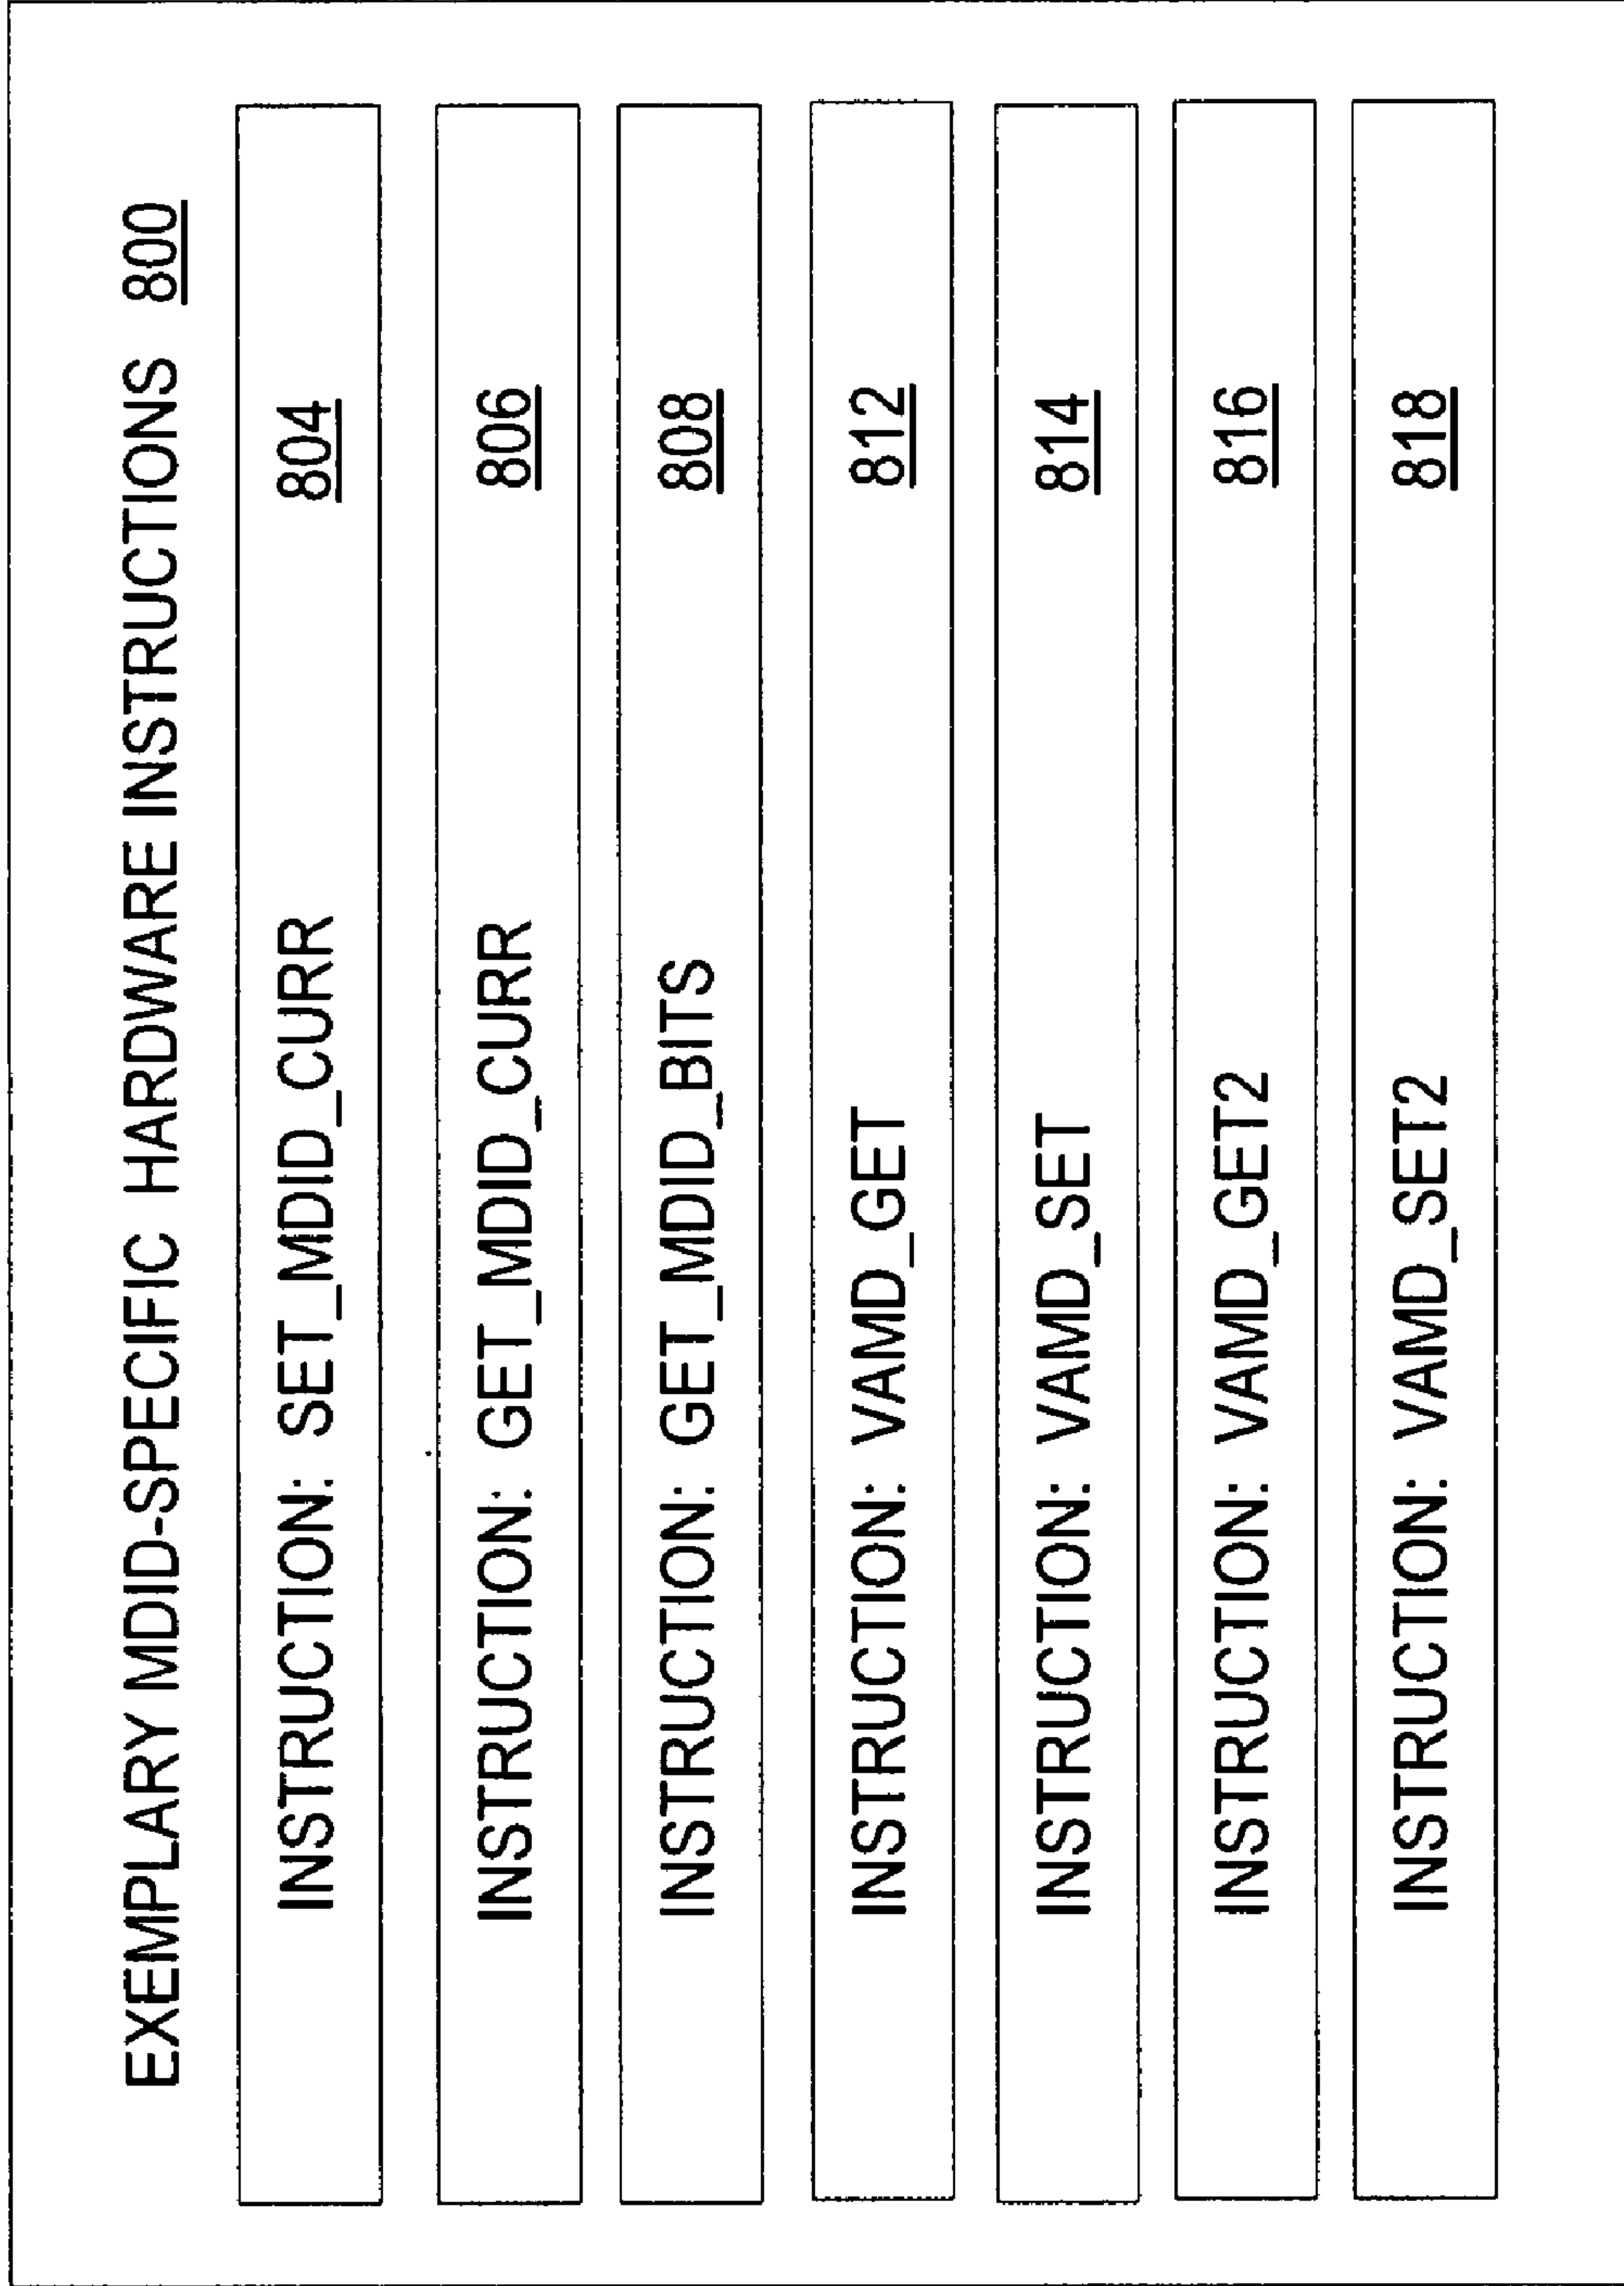 EXEMPLARY MDID-SPECIFIC HARDWARE INSTRUCTIONS 800
INSTRUCTION: SET_MDID_CURR 804
INSTRUCTION: GET_MDID_CURR 806
INSTRUCTION: GET_MDID_BITS 808
INSTRUCTION: VAMD_GET 812
INSTRUCTION: VAMD_SET 814
INSTRUCTION: VAMD_GET2 816
INSTRUCTION: VAMD_SET2 818